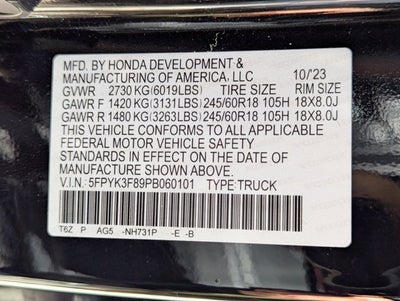 MFD. BY HONDA DEVELOPMENT &
MANUFACTURING OF AMERICA, LLC 10/'23
GVWR 2730 KG(6019LBS) TIRE SIZE RIM SIZE
GAWR F 1420 KG(3131LBS) 245/60R18 105H 18X8.0J
GAWR R 1480 KG(3263LBS) 245/60R18 105H 18X8.0J
THIS VEHICLE CONFORMS TO ALL APPLICABLE
FEDERAL MOTOR VEHICLE SAFETY
STANDARDS IN EFFECT ON THE DATE OF
MANUFACTURE SHOWN ABOVE.
V.I.N.: 5FPYK3F89PB060101 TYPE:TRUCK
T6Z P AG5 -NH731P -E -B